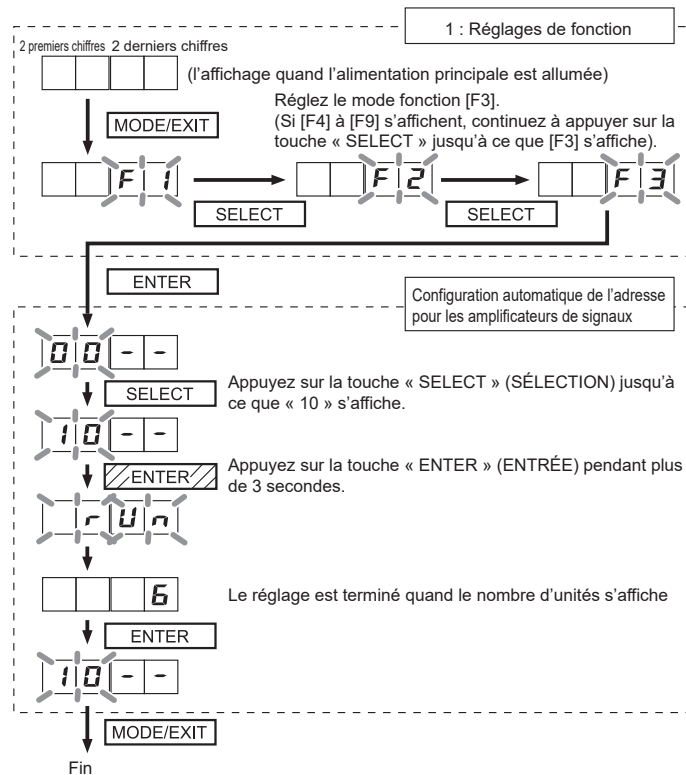 1 : Réglages de fonction
2 premiers chiffres 2 derniers chiffres
(l'affichage quand l'alimentation principale est allumée)
Réglez le mode fonction [F3].
(Si [F4] à [F9] s'affichent, continuez à appuyer sur la
touche « SELECT » jusqu'à ce que [F3] s'affiche).
MODE/EXIT
F 1
F 2
F 3
SELECT
SELECT
ENTER
Configuration automatique de l'adresse
pour les amplificateurs de signaux
0 0 - -
SELECT
Appuyez sur la touche « SELECT » (SÉLECTION) jusqu'à
ce que « 10 » s'affiche.
1 0 - -
ENTER
Appuyez sur la touche « ENTER » (ENTRÉE) pendant plus
de 3 secondes.
r U n
6
Le réglage est terminé quand le nombre d'unités s'affiche
ENTER
1 0 - -
MODE/EXIT
Fin